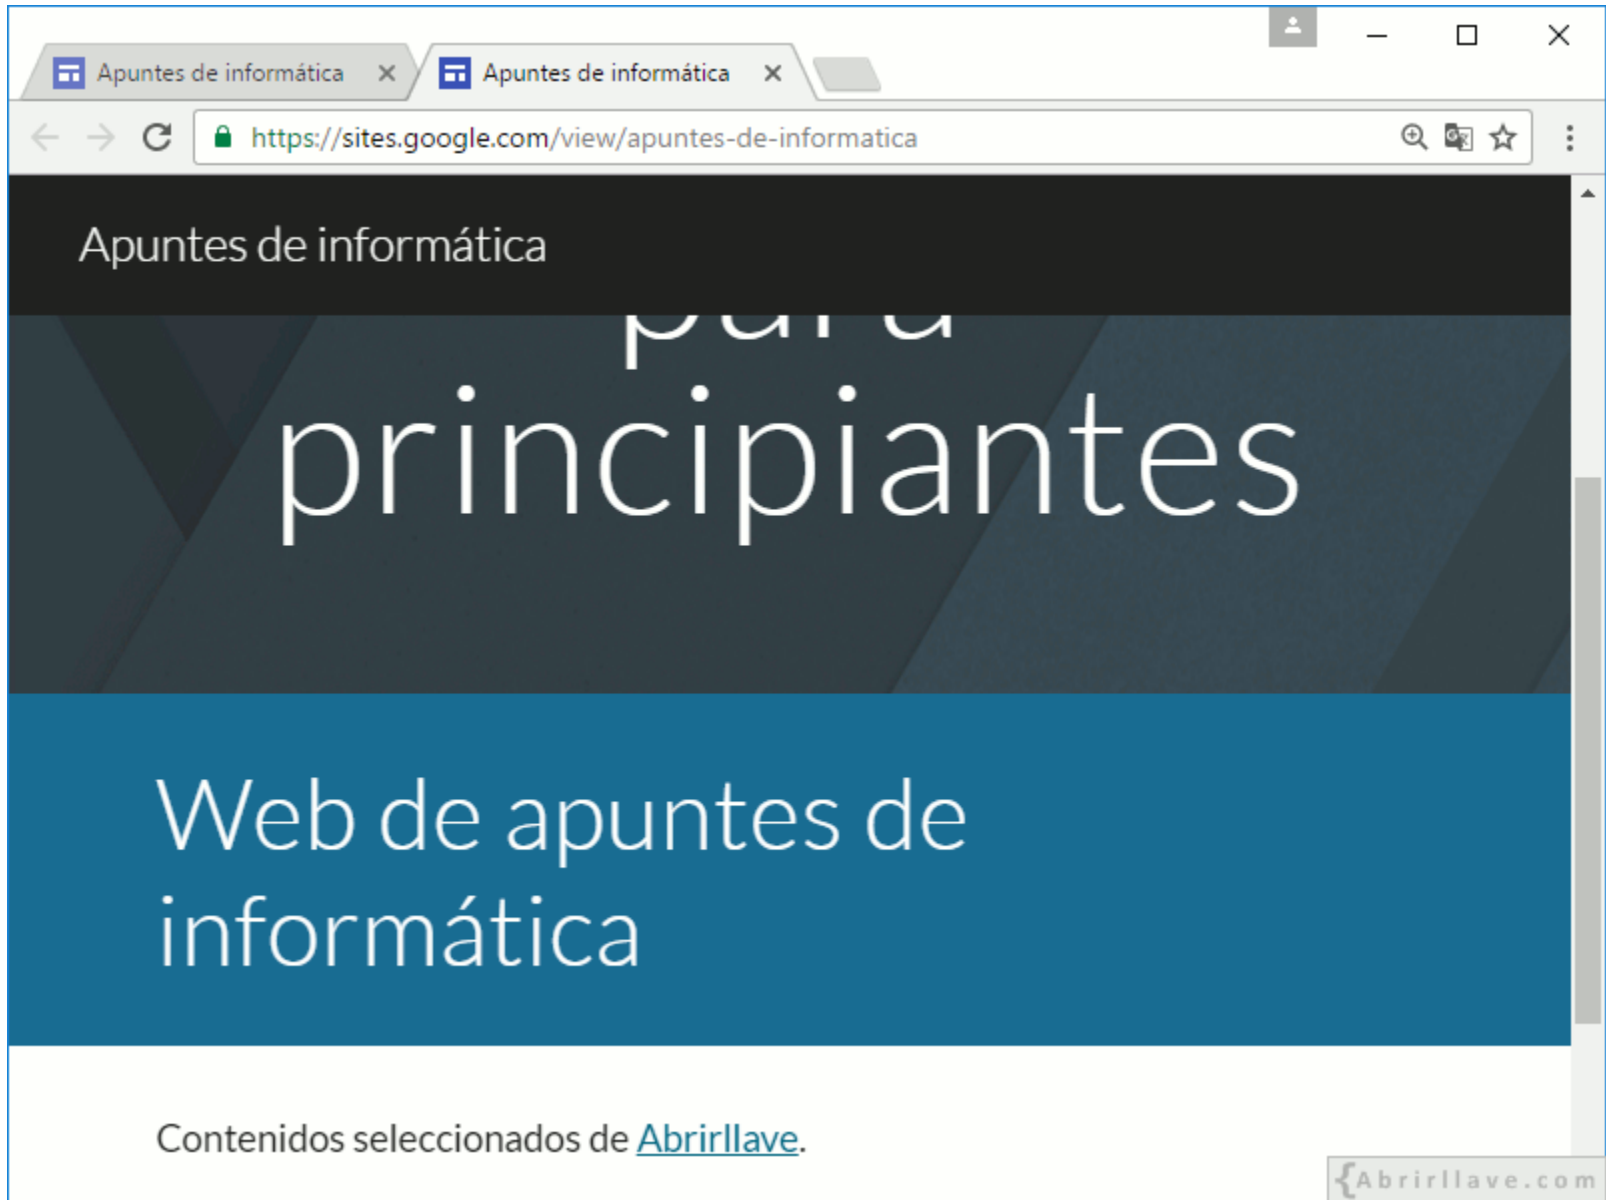 Apuntes de informática
Apuntes de informática
https://sites.google.com/view/apuntes-de-informatica
Apuntes de informática
para
principiantes
Web de apuntes de
informática
Contenidos seleccionados de Abrirllave.
{Abrirllave.com